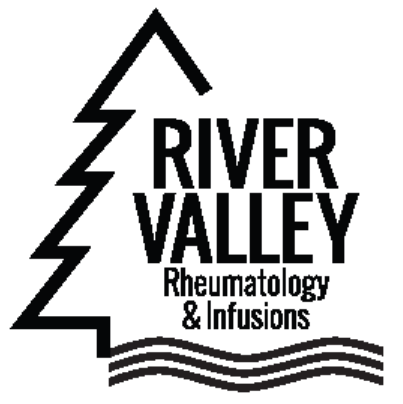 RIVER
VALLEY
Rheumatology
& Infusions